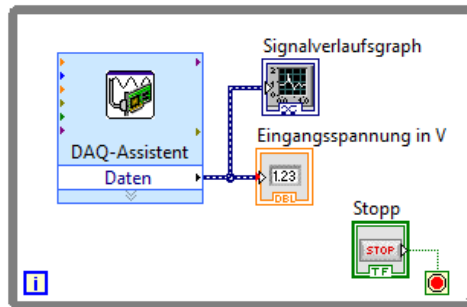 Signalverlaufsgraph
DAQ-Assistent
Daten
Eingangsspannung in V
1.23
DBL
Stopp
STOP
TF
i